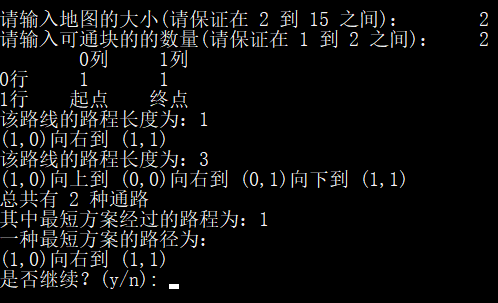 请输入地图的大小(请保证在 2 到 15 之间): 2
请输入可通块的的数量(请保证在 1 到 2 之间): 2
0列 1列
0行 1 1
1行 起点 终点
该路线的路程长度为: 1
(1,0)向右到 (1,1)
该路线的路程长度为: 3
(1,0)向上到 (0,0)向右到 (0,1)向下到 (1,1)
总共有 2 种通路
其中最短方案经过的路程为: 1
一种最短方案的路径为:
(1,0)向右到 (1,1)
是否继续? (y/n):